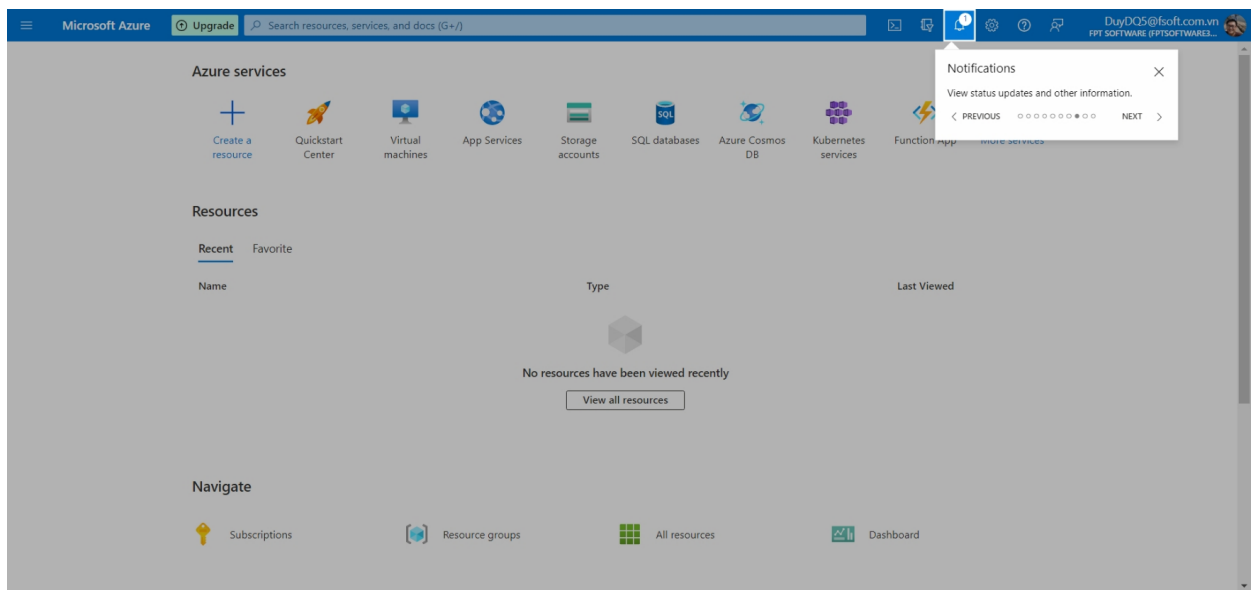 Microsoft Azure
Upgrade
Search resources, services, and docs (G+/)
1
DuyDQ5@fsoft.com.vn
FPT SOFTWARE (FPTSOFTWARE3...
Notifications
View status updates and other information.
PREVIOUS
NEXT
Azure services
Create a
resource
Quickstart
Center
Virtual
machines
App Services
Storage
accounts
SQL
SQL databases
Azure Cosmos
DB
Kubernetes
services
Function App
More services
Resources
Recent
Favorite
Name
Type
Last Viewed
No resources have been viewed recently
View all resources
Navigate
Subscriptions
Resource groups
All resources
Dashboard